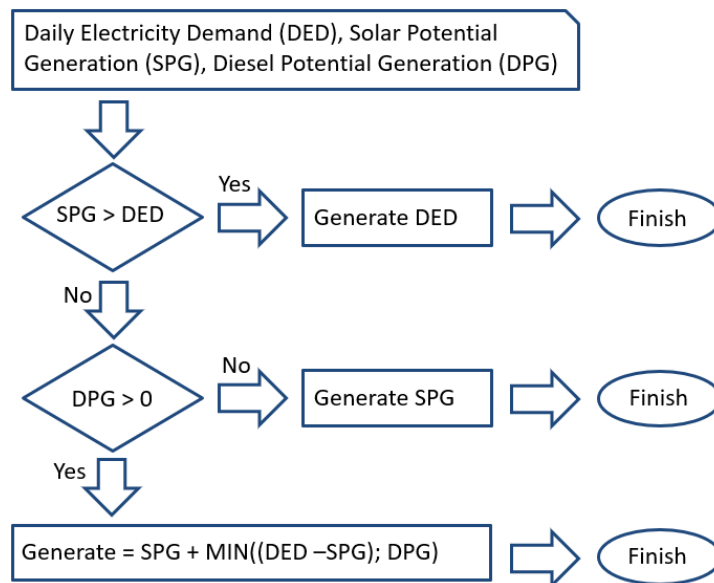 Daily Electricity Demand (DED), Solar Potential
Generation (SPG), Diesel Potential Generation (DPG)
SPG > DED
Yes
Generate DED
Finish
No
DPG > 0
No
Generate SPG
Finish
Yes
Generate = SPG + MIN((DED –SPG); DPG)
Finish